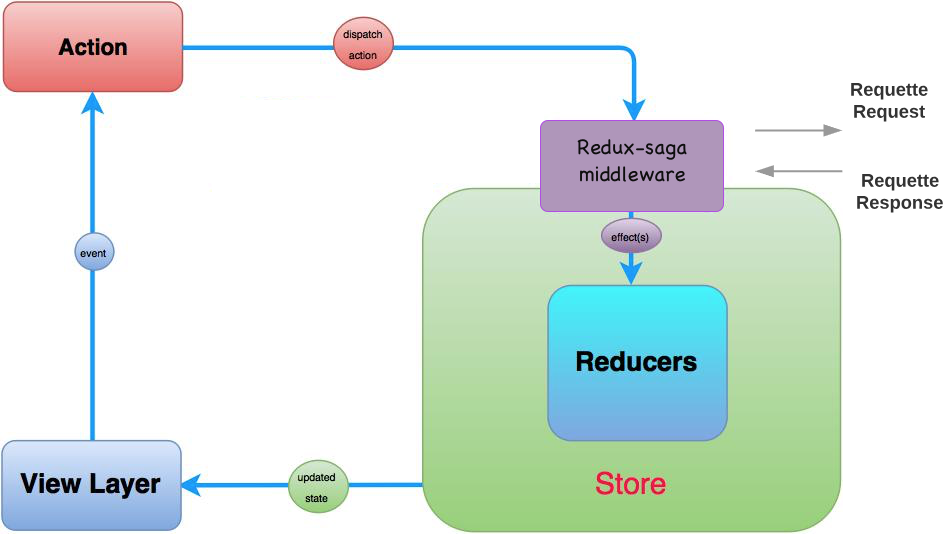 Action
dispatch
action
Requette
Request
Redux-saga
middleware
Requette
Response
effect(s)
event
Reducers
View Layer
updated
state
Store